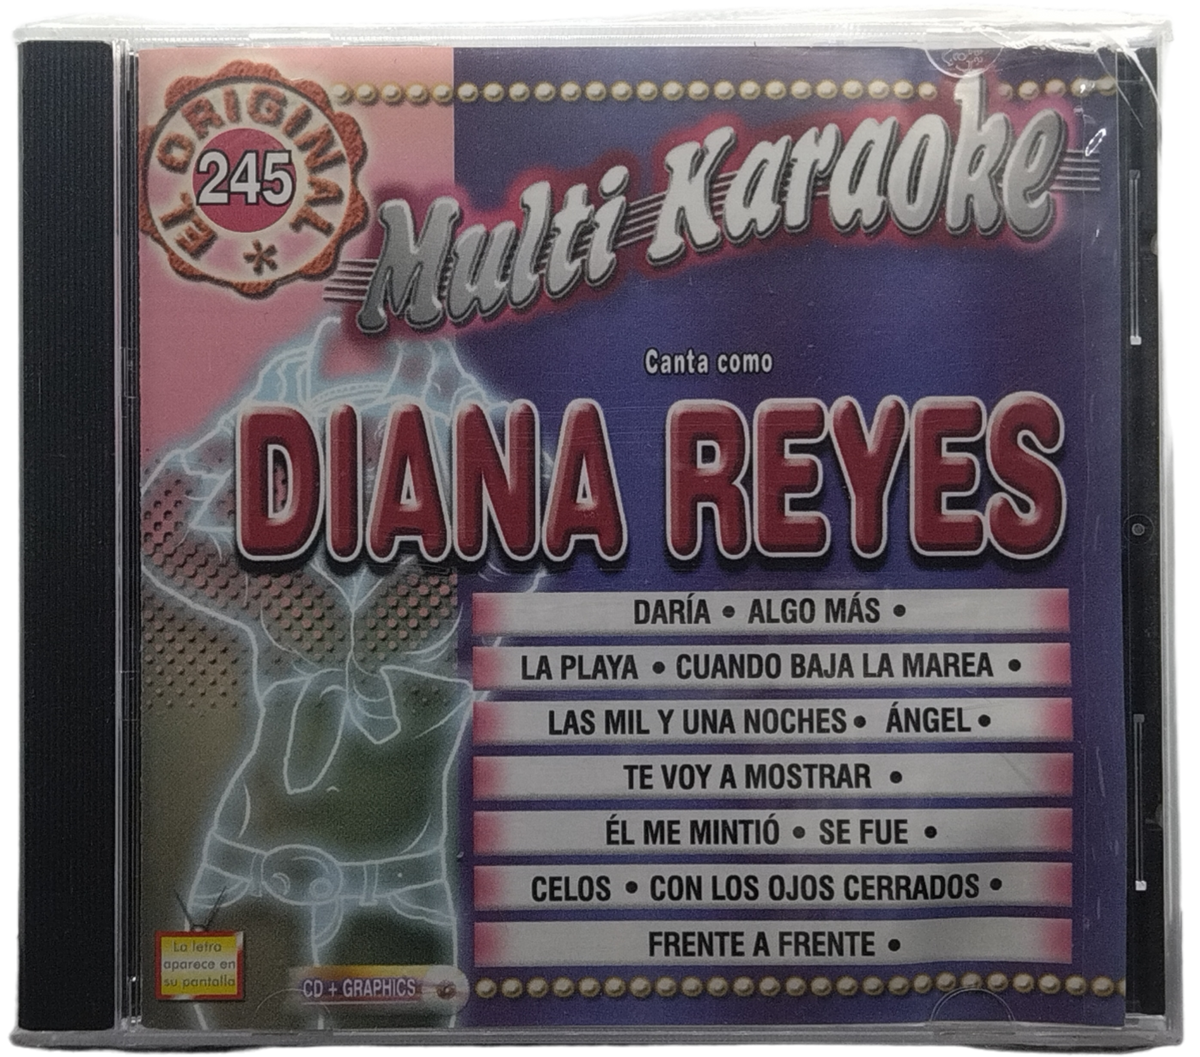 EL ORIGINAL *
245
Multi Karaoke
Canta como
DIANA REYES
DARÍA • ALGO MÁS •
LA PLAYA • CUANDO BAJA LA MAREA •
LAS MIL Y UNA NOCHES • ÁNGEL •
TE VOY A MOSTRAR •
ÉL ME MINTIÓ • SE FUE •
CELOS • CON LOS OJOS CERRADOS •
FRENTE A FRENTE •
La letra
aparece en
su pantalla
CD + GRAPHICS